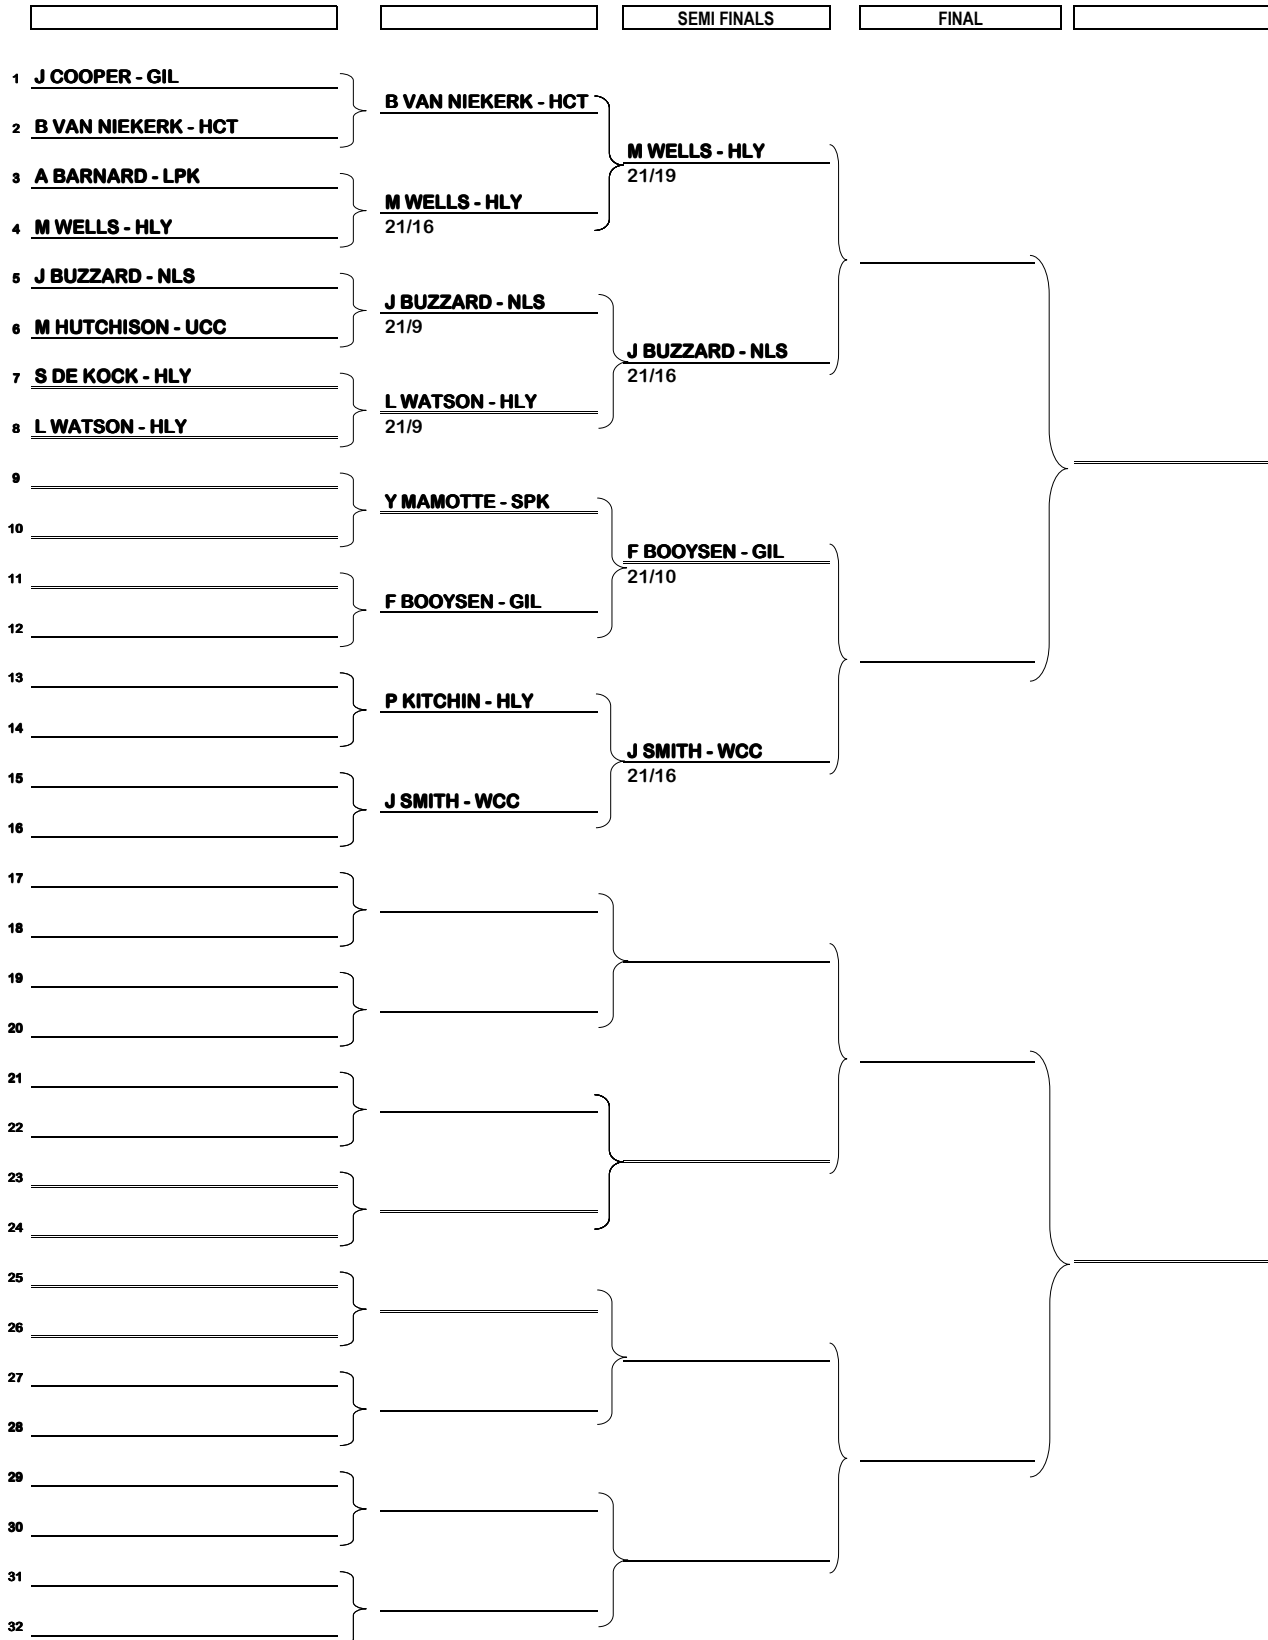 SEMI FINALS
FINAL
1 J COOPER - GIL
2 B VAN NIEKERK - HCT
3 A BARNARD - LPK
4 M WELLS - HLY
5 J BUZZARD - NLS
6 M HUTCHISON - UCC
7 S DE KOCK - HLY
8 L WATSON - HLY
9
10
11
12
13
14
15
16
17
18
19
20
21
22
23
24
25
26
27
28
29
30
31
32
B VAN NIEKERK - HCT
M WELLS - HLY
21/16
J BUZZARD - NLS
21/9
L WATSON - HLY
21/9
Y MAMOTTE - SPK
F BOOYSEN - GIL
P KITCHIN - HLY
J SMITH - WCC
M WELLS - HLY
21/19
J BUZZARD - NLS
21/16
F BOOYSEN - GIL
21/10
J SMITH - WCC
21/16